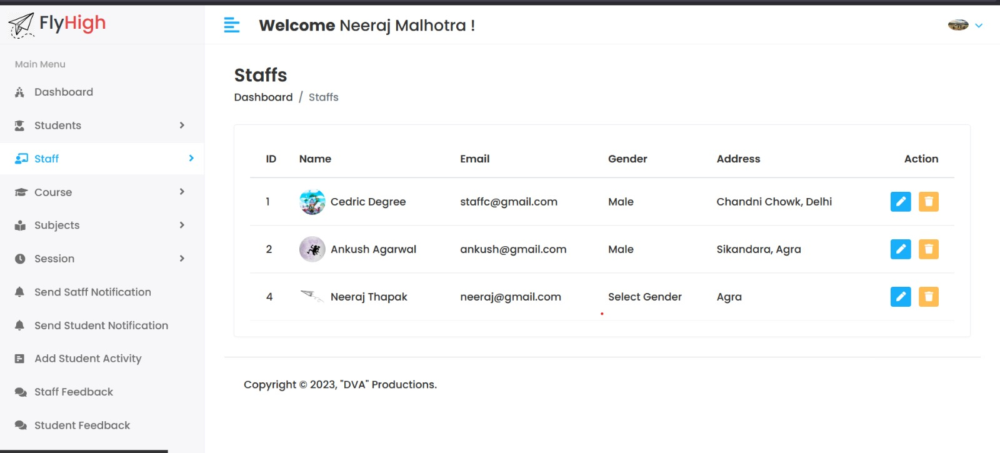 FlyHigh
Welcome Neeraj Malhotra !
Main Menu
Dashboard
Students
Staff
Course
Subjects
Session
Send Satff Notification
Send Student Notification
Add Student Activity
Staff Feedback
Student Feedback
Staffs
Dashboard / Staffs
ID Name Email Gender Address Action
1 Cedric Degree staffc@gmail.com Male Chandni Chowk, Delhi
2 Ankush Agarwal ankush@gmail.com Male Sikandara, Agra
4 Neeraj Thapak neeraj@gmail.com Select Gender Agra
Copyright © 2023, "DVA" Productions.